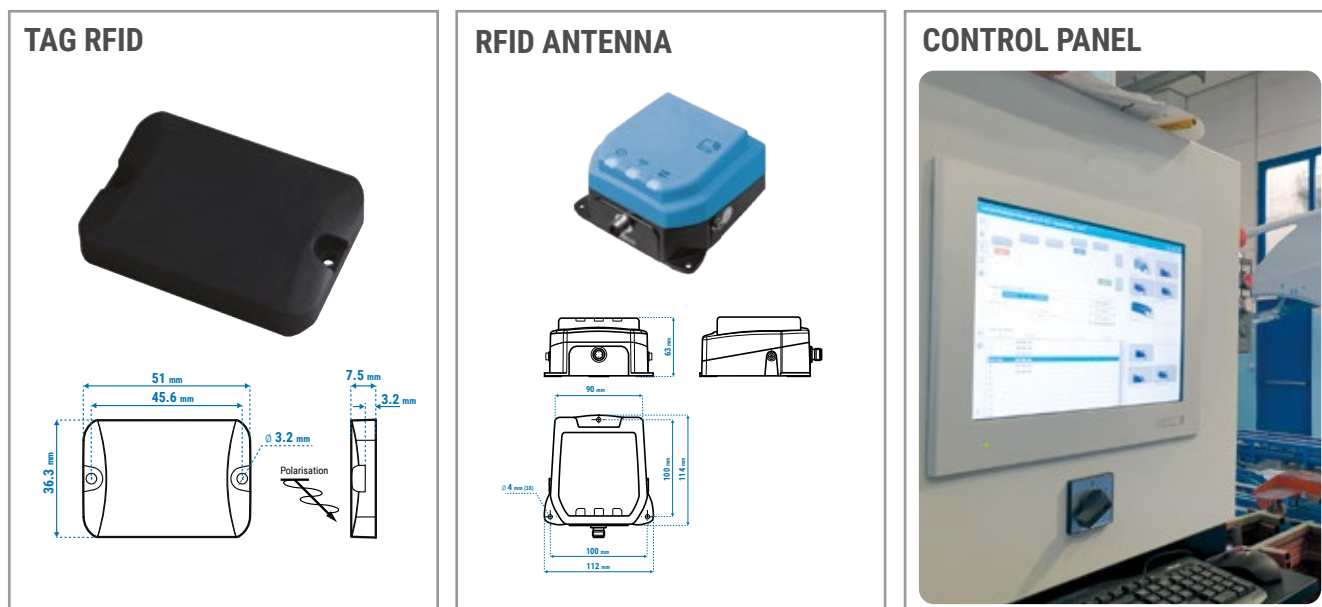 TAG RFID
51 mm
45.6 mm
7.5 mm
3.2 mm
Ø 3.2 mm
36.3 mm
Polarisation
RFID ANTENNA
63 mm
90 mm
100 mm
114 mm
Ø 4 mm (3X)
100 mm
112 mm
CONTROL PANEL